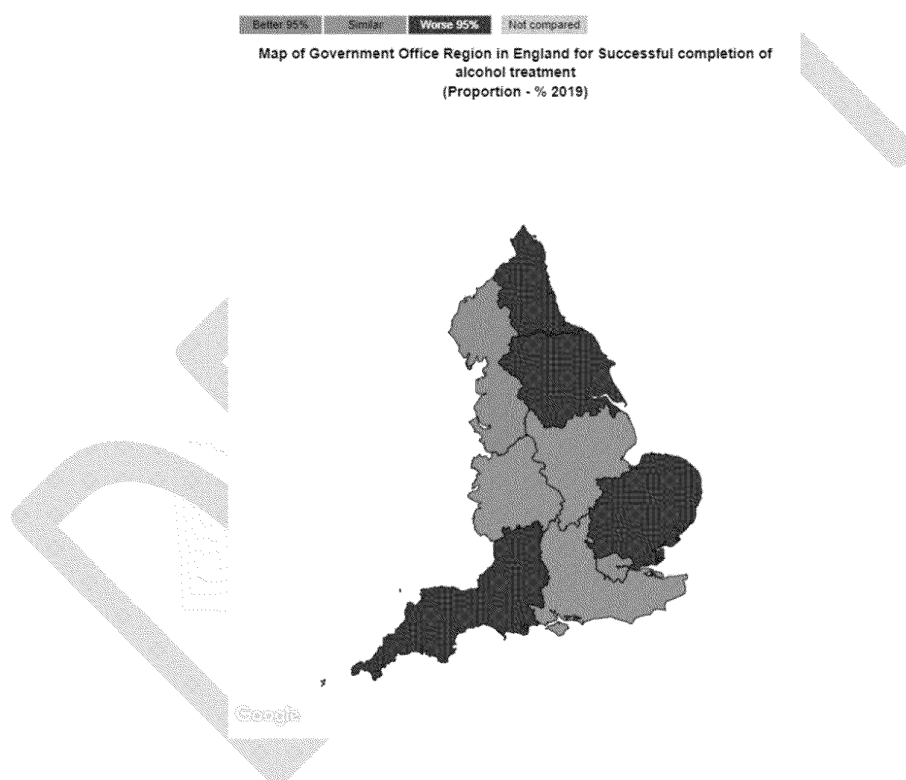 Better 95%
Similar
Worse 95%
Not compared
Map of Government Office Region in England for Successful completion of
alcohol treatment
(Proportion - % 2019)
Google